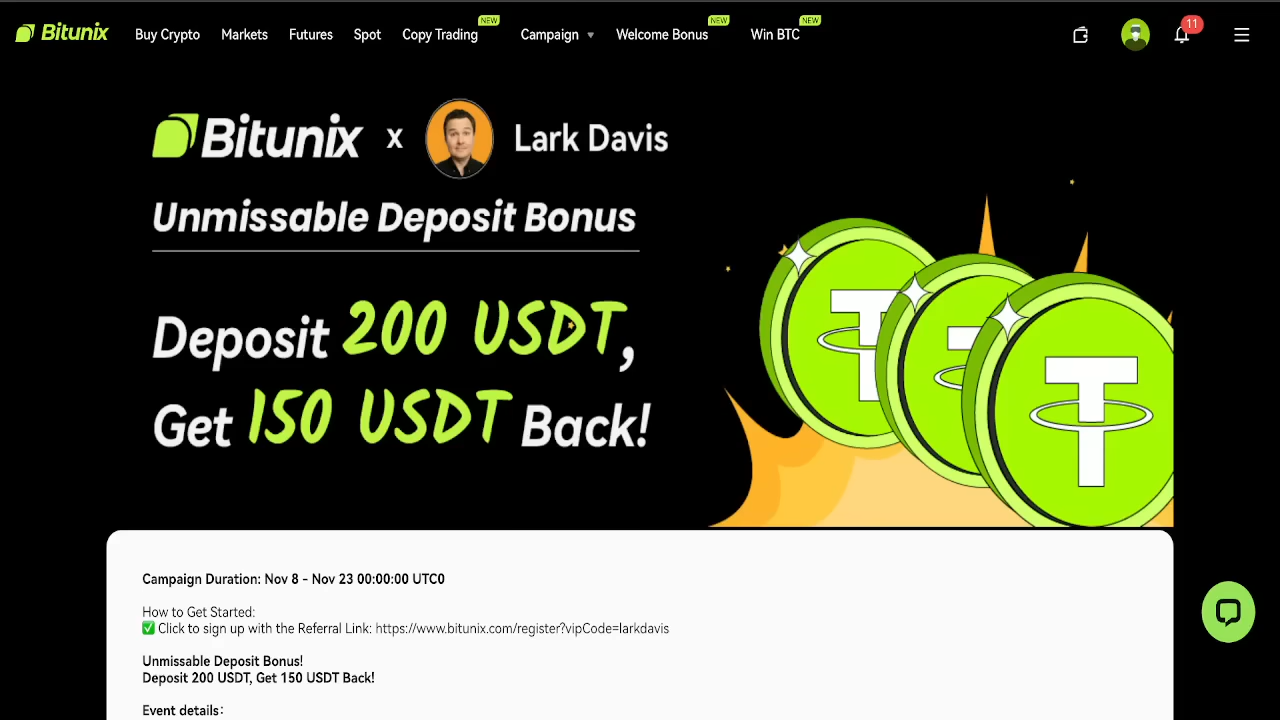 Bitunix Buy Crypto Markets Futures Spot Copy Trading NEW Campaign Welcome Bonus NEW Win BTC NEW 11
Bitunix x Lark Davis
Unmissable Deposit Bonus
Deposit 200 USDT,
Get 150 USDT Back!
Campaign Duration: Nov 8 - Nov 23 00:00:00 UTC0
How to Get Started:
✅ Click to sign up with the Referral Link: https://www.bitunix.com/register?vipCode=larkdavis
Unmissable Deposit Bonus!
Deposit 200 USDT, Get 150 USDT Back!
Event details: